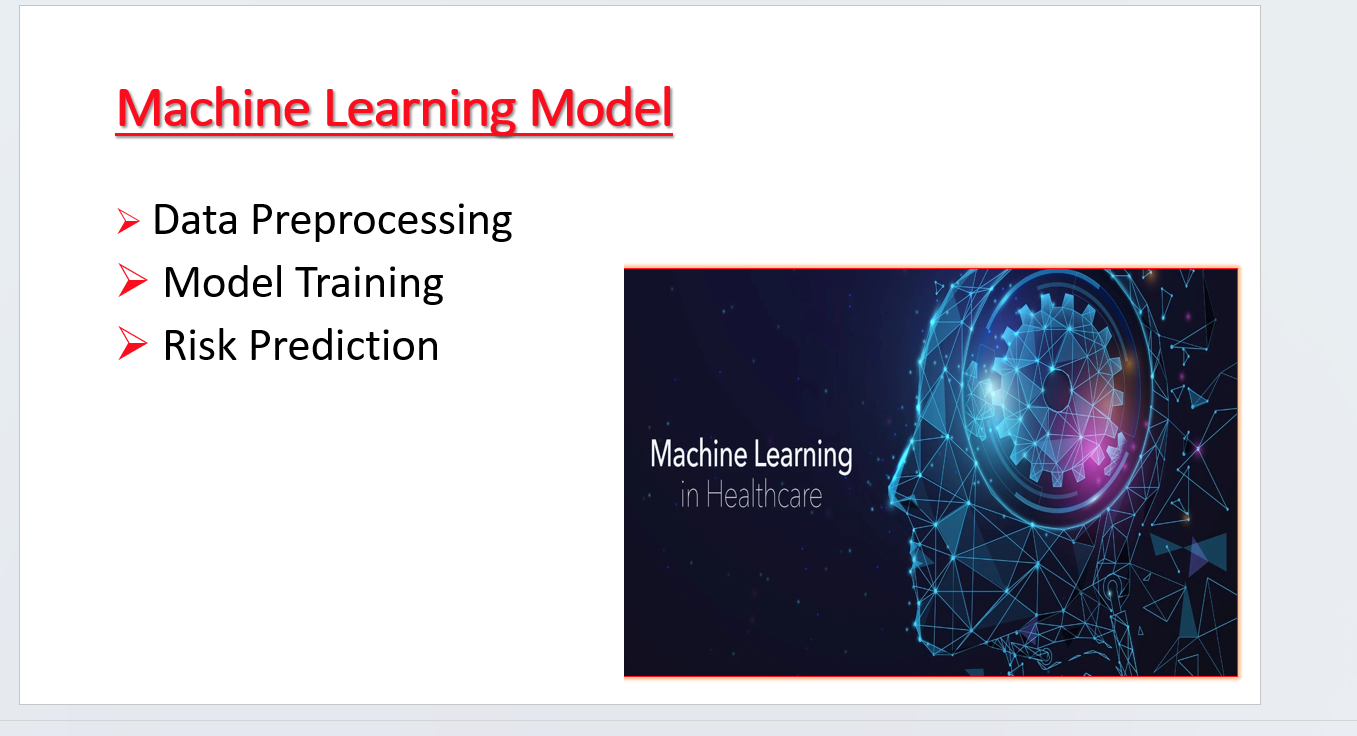 Machine Learning Model
Data Preprocessing
Model Training
Risk Prediction
Machine Learning
in Healthcare